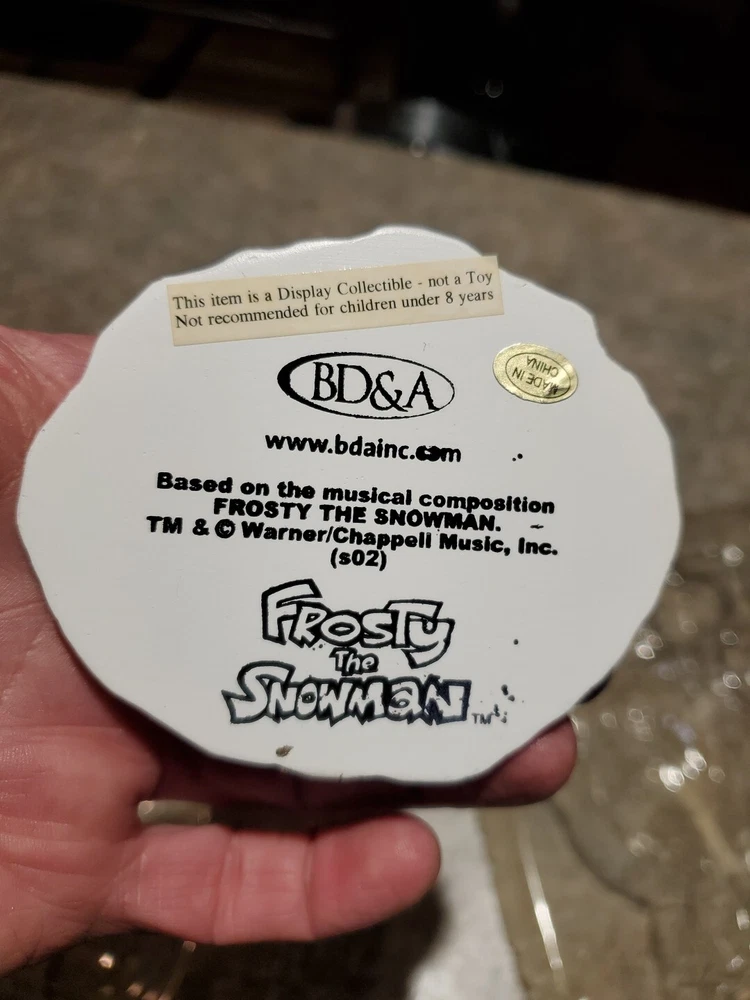 This item is a Display Collectible - not a Toy
Not recommended for children under 8 years
BD&A
MADE IN
CHINA
www.bdainc.com
Based on the musical composition
FROSTY THE SNOWMAN.
TM & © Warner/Chappell Music, Inc.
(s02)
FROSTY
The
SNOWMAN TM